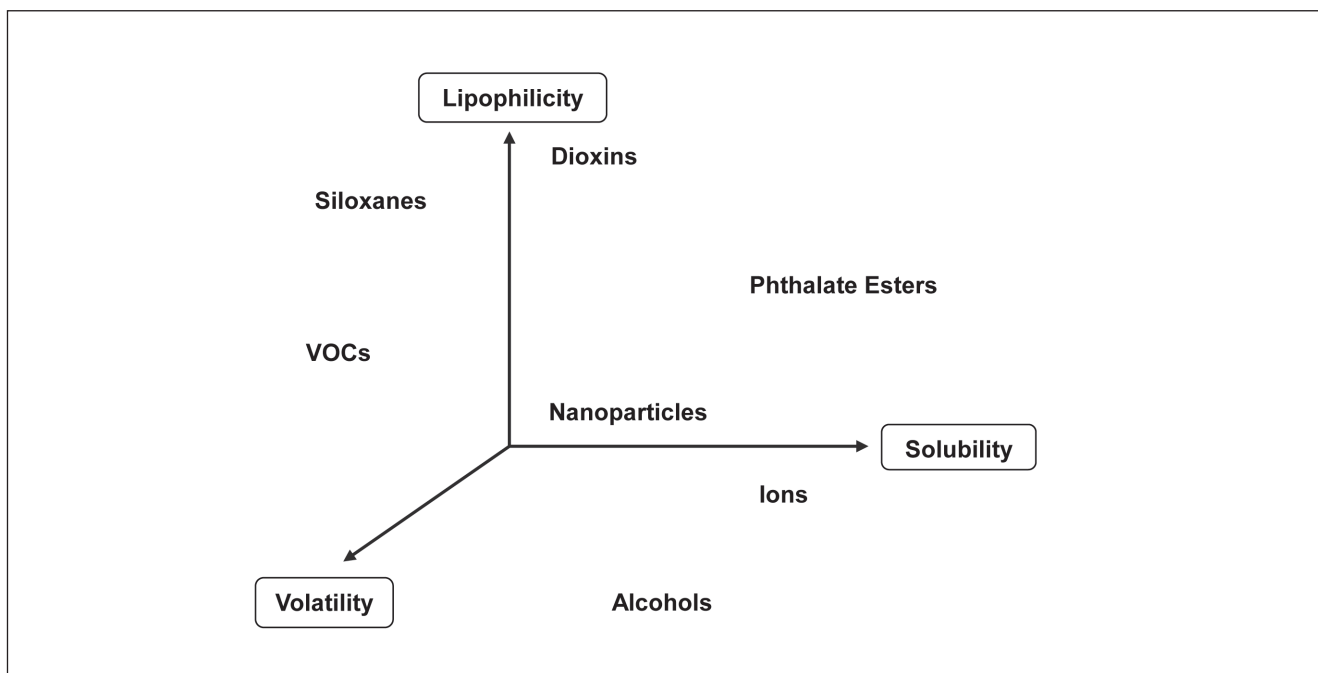 Lipophilicity
Dioxins
Siloxanes
Phthalate Esters
VOCs
Nanoparticles
Solubility
Ions
Volatility
Alcohols